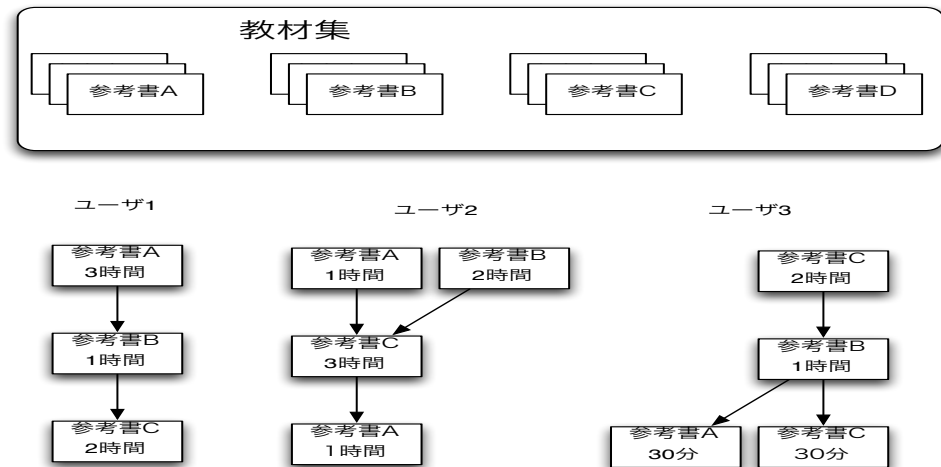 教材集
参考書A
参考書B
参考書C
参考書D
ユーザ1
ユーザ2
ユーザ3
参考書A
3時間
参考書B
1時間
参考書C
2時間
参考書A
1時間
参考書B
2時間
参考書C
3時間
参考書A
1時間
参考書C
2時間
参考書B
1時間
参考書A
30分
参考書C
30分